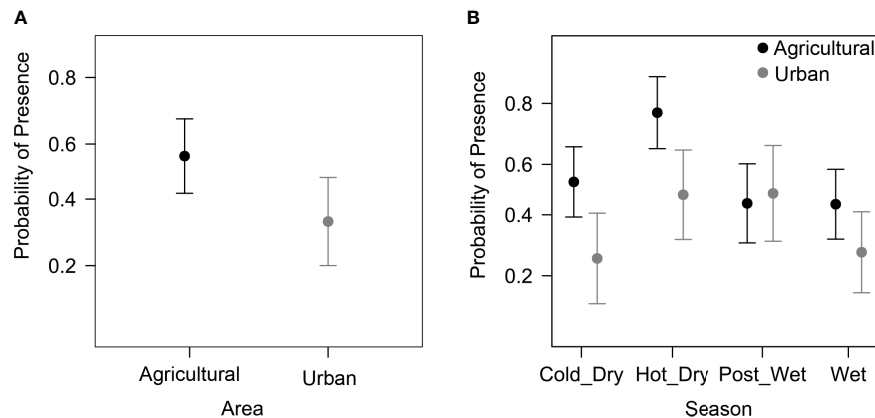 A
Probability of Presence
0.8
0.6
0.4
0.2
Agricultural
Urban
Area
B
Probability of Presence
0.8
0.6
0.4
0.2
Agricultural
Urban
Cold_Dry Hot_Dry Post_Wet Wet
Season